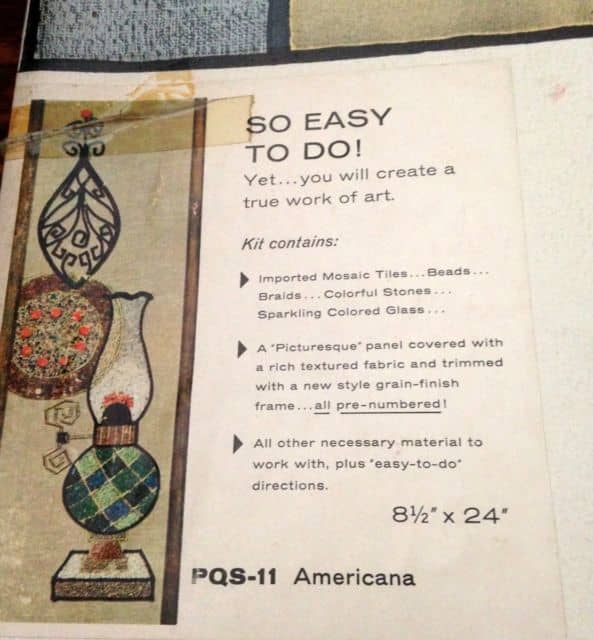 SO EASY
TO DO!
Yet...you will create a
true work of art.
Kit contains:
Imported Mosaic Tiles...Beads...
Braids...Colorful Stones...
Sparkling Colored Glass...
A "Picturesque" panel covered with
a rich textured fabric and trimmed
with a new style grain-finish
frame...all pre-numbered!
All other necessary material to
work with, plus "easy-to-do"
directions.
8½" x 24"
PQS-11 Americana